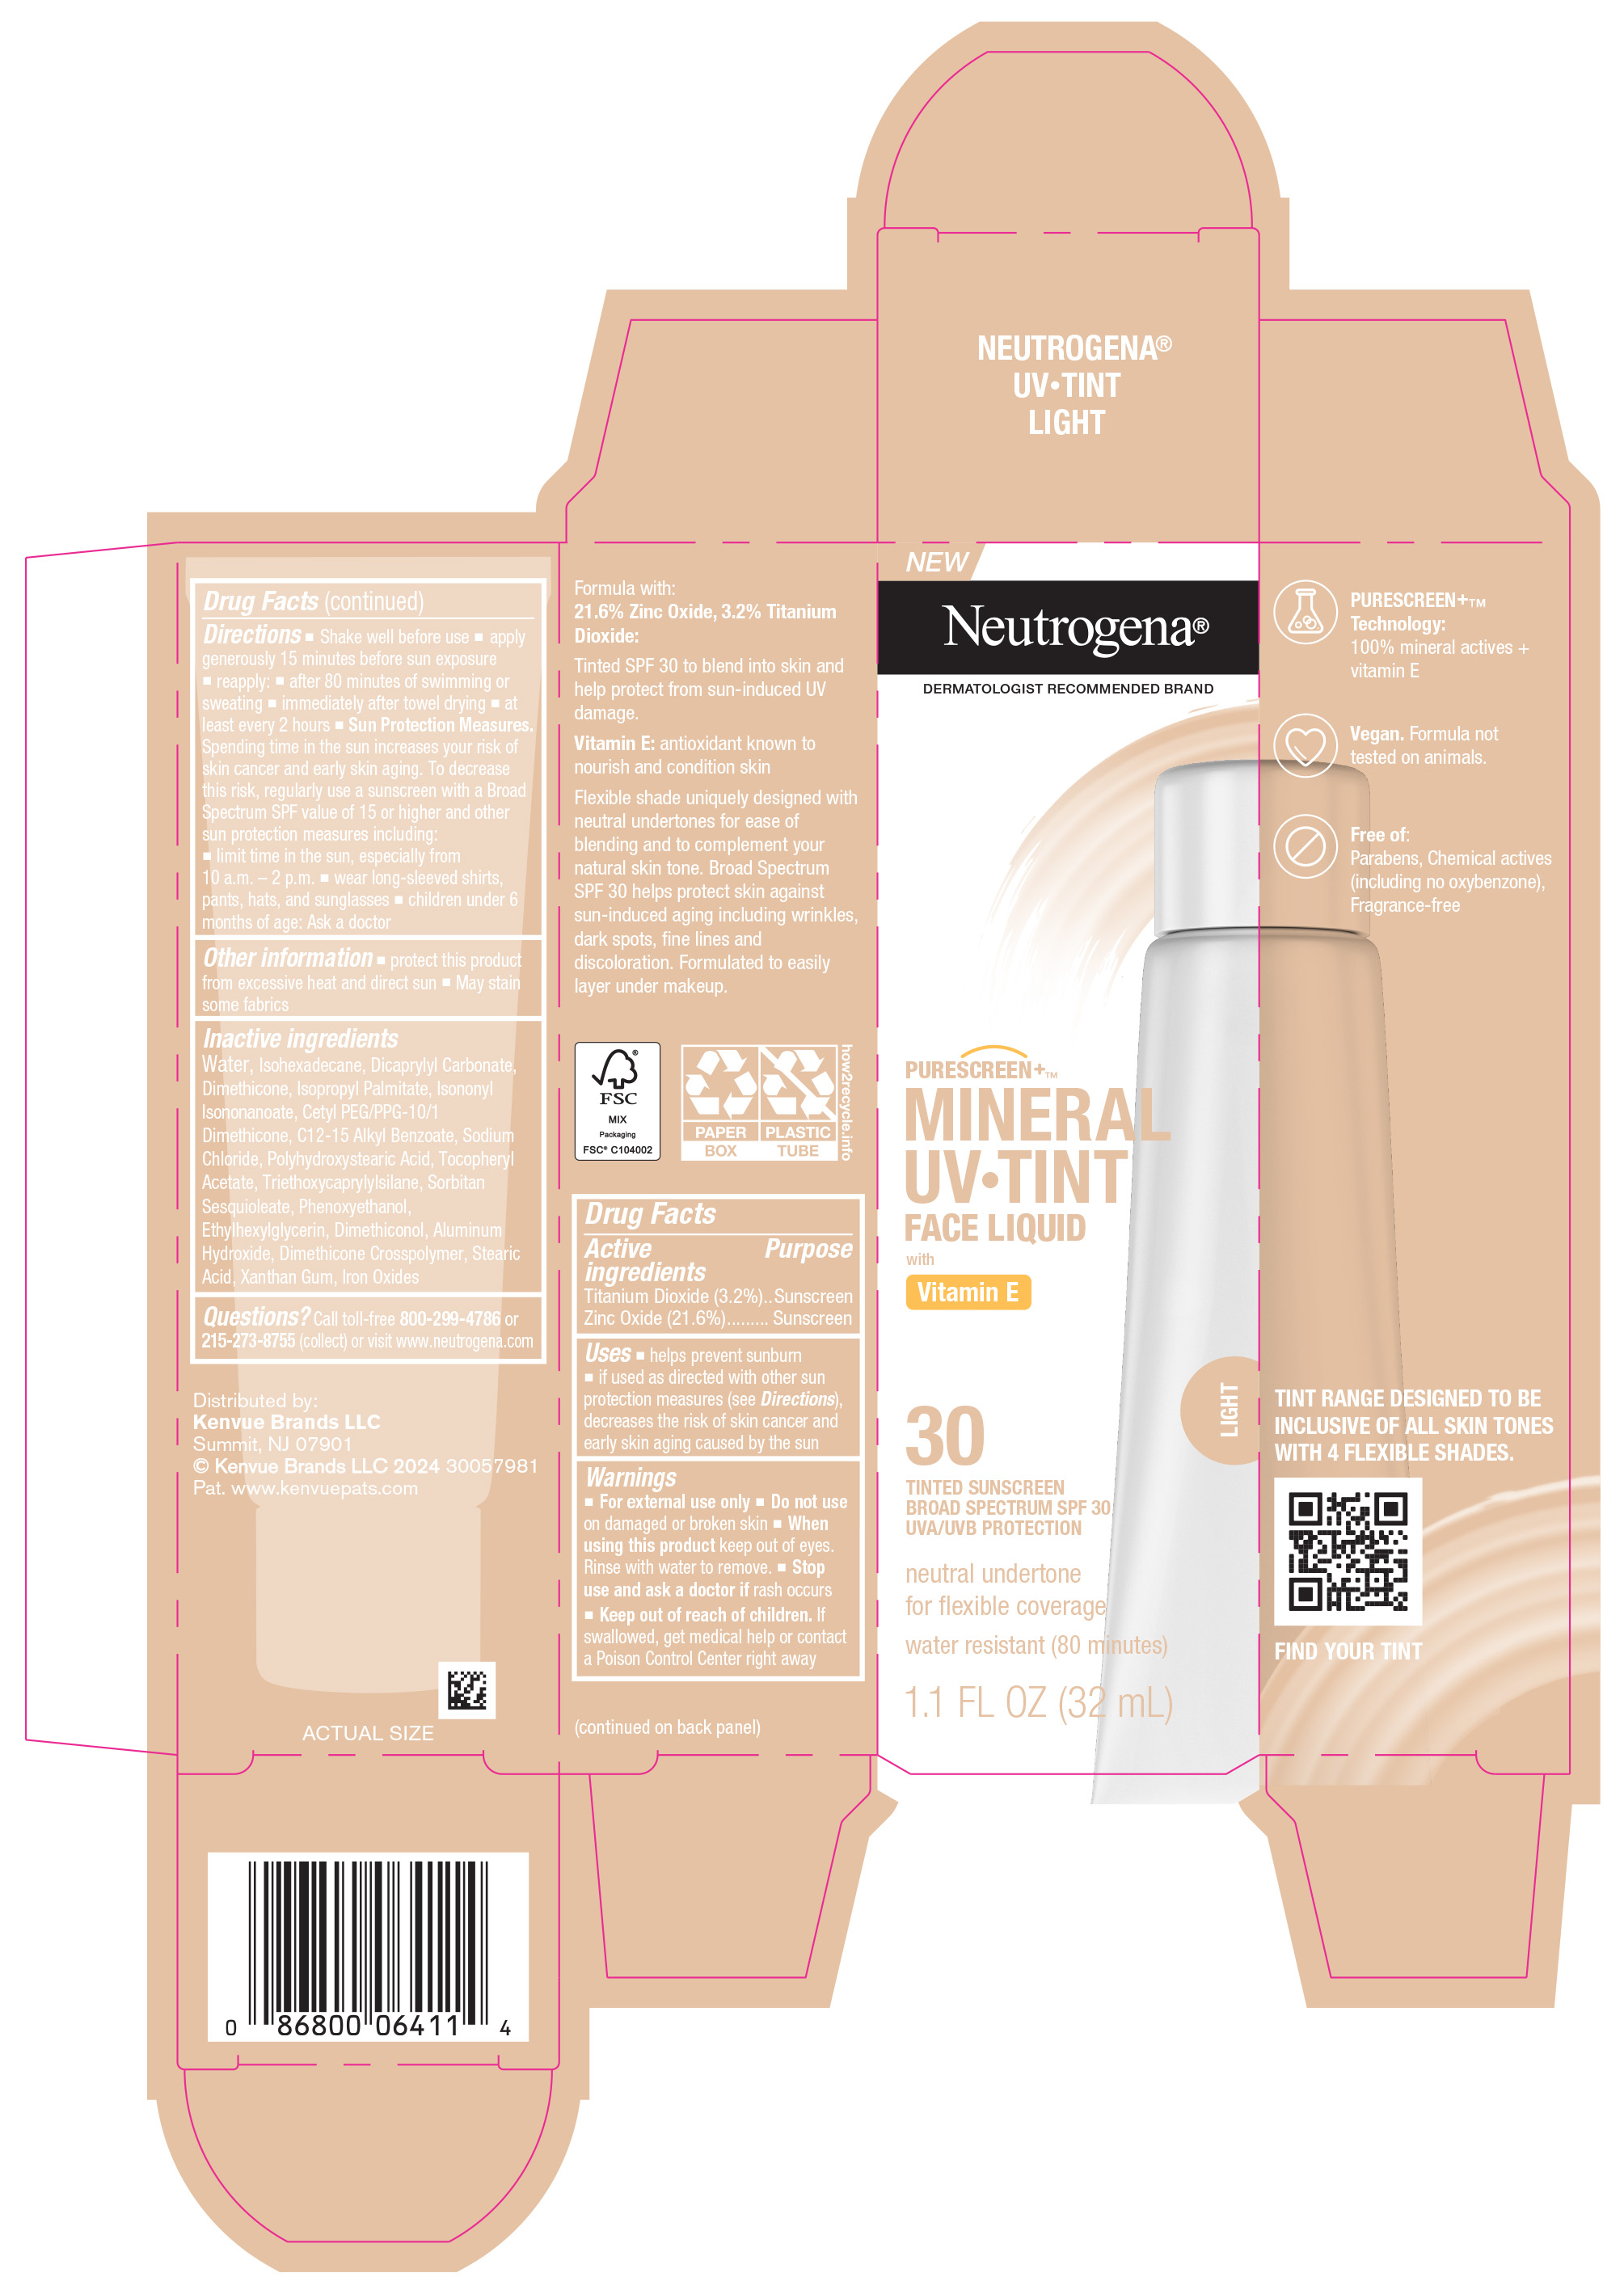 NEUTROGENA®
UV•TINT
LIGHT
Drug Facts (continued)
Directions ▪ Shake well before use ▪ apply
generously 15 minutes before sun exposure
▪ reapply: ▪ after 80 minutes of swimming or
sweating ▪ immediately after towel drying ▪ at
least every 2 hours ▪ Sun Protection Measures.
Spending time in the sun increases your risk of
skin cancer and early skin aging. To decrease
this risk, regularly use a sunscreen with a Broad
Spectrum SPF value of 15 or higher and other
sun protection measures including:
▪ limit time in the sun, especially from
10 a.m. – 2 p.m. ▪ wear long-sleeved shirts,
pants, hats, and sunglasses ▪ children under 6
months of age: Ask a doctor
Other information ▪ protect this product
from excessive heat and direct sun ▪ May stain
some fabrics
Inactive ingredients
Water, Isohexadecane, Dicaprylyl Carbonate,
Dimethicone, Isopropyl Palmitate, Isononyl
Isononanoate, Cetyl PEG/PPG-10/1
Dimethicone, C12-15 Alkyl Benzoate, Sodium
Chloride, Polyhydroxystearic Acid, Tocopheryl
Acetate, Triethoxycaprylylsilane, Sorbitan
Sesquioleate, Phenoxyethanol,
Ethylhexylglycerin, Dimethiconol, Aluminum
Hydroxide, Dimethicone Crosspolymer, Stearic
Acid, Xanthan Gum, Iron Oxides
Questions? Call toll-free 800-299-4786 or
215-273-8755 (collect) or visit www.neutrogena.com
Distributed by:
Kenvue Brands LLC
Summit, NJ 07901
© Kenvue Brands LLC 2024 30057981
Pat. www.kenvuepats.com
ACTUAL SIZE
0 86800 06411 4
Formula with:
21.6% Zinc Oxide, 3.2% Titanium
Dioxide:
Tinted SPF 30 to blend into skin and
help protect from sun-induced UV
damage.
Vitamin E: antioxidant known to
nourish and condition skin
Flexible shade uniquely designed with
neutral undertones for ease of
blending and to complement your
natural skin tone. Broad Spectrum
SPF 30 helps protect skin against
sun-induced aging including wrinkles,
dark spots, fine lines and
discoloration. Formulated to easily
layer under makeup.
®
FSC
MIX
Packaging
FSC® C104002
PAPER
BOX
PLASTIC
TUBE
how2recycle.info
Drug Facts
Active Purpose
ingredients
Titanium Dioxide (3.2%)..Sunscreen
Zinc Oxide (21.6%)......... Sunscreen
Uses ▪ helps prevent sunburn
▪ if used as directed with other sun
protection measures (see Directions),
decreases the risk of skin cancer and
early skin aging caused by the sun
Warnings
▪ For external use only ▪ Do not use
on damaged or broken skin ▪ When
using this product keep out of eyes.
Rinse with water to remove. ▪ Stop
use and ask a doctor if rash occurs
▪ Keep out of reach of children. If
swallowed, get medical help or contact
a Poison Control Center right away
(continued on back panel)
NEW
Neutrogena®
DERMATOLOGIST RECOMMENDED BRAND
PURESCREEN+™
MINERAL
UV•TINT
FACE LIQUID
with
Vitamin E
LIGHT
30
TINTED SUNSCREEN
BROAD SPECTRUM SPF 30
UVA/UVB PROTECTION
neutral undertone
for flexible coverage
water resistant (80 minutes)
1.1 FL OZ (32 mL)
PURESCREEN+™
Technology:
100% mineral actives +
vitamin E
Vegan. Formula not
tested on animals.
Free of:
Parabens, Chemical actives
(including no oxybenzone),
Fragrance-free
TINT RANGE DESIGNED TO BE
INCLUSIVE OF ALL SKIN TONES
WITH 4 FLEXIBLE SHADES.
FIND YOUR TINT